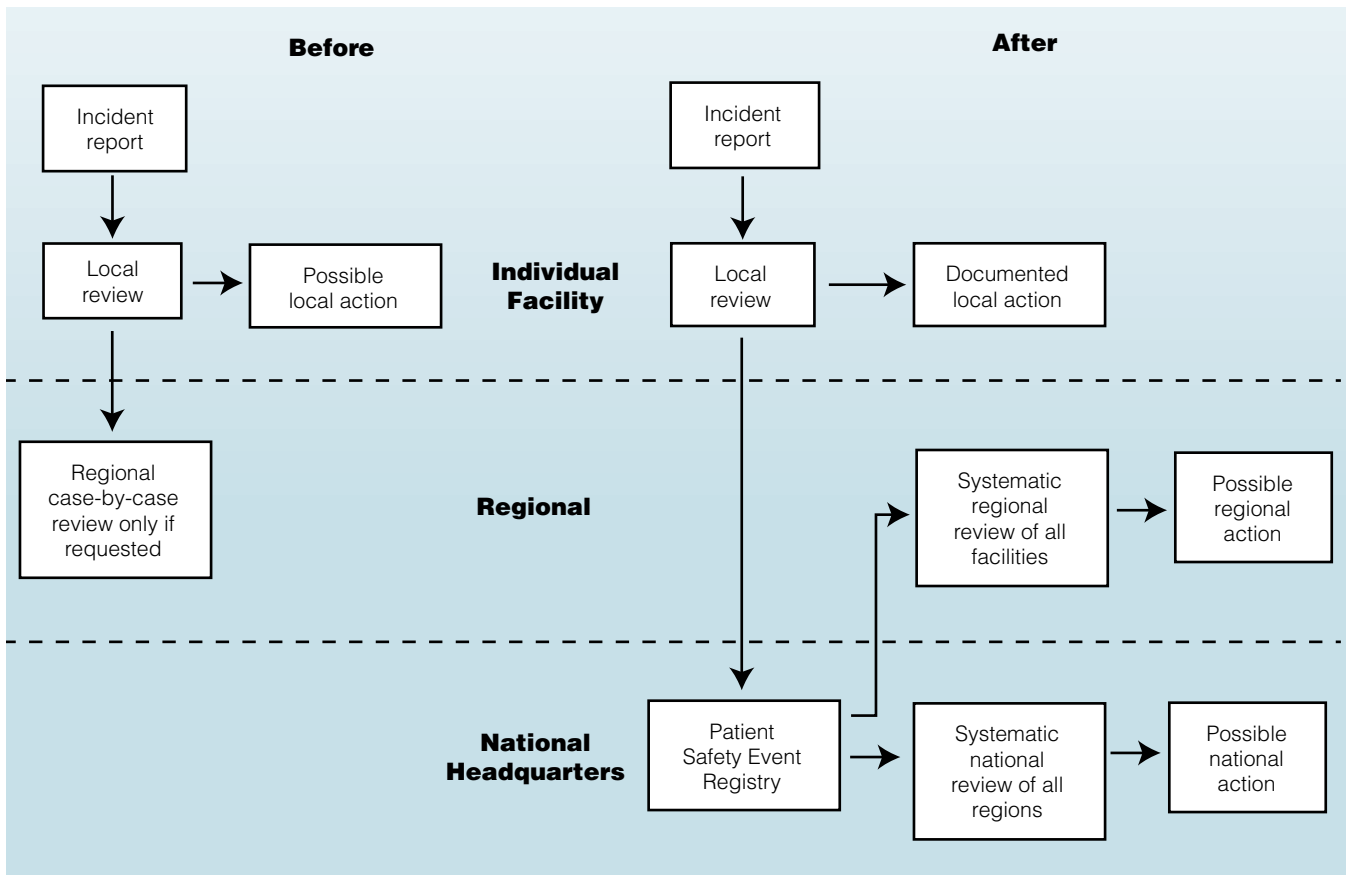 Before
After
Incident
report
Incident
report
Local
review
Possible
local action
Individual
Facility
Local
review
Documented
local action
Regional
case-by-case
review only if
requested
Regional
Systematic
regional
review of all
facilities
Possible
regional
action
National
Headquarters
Patient
Safety Event
Registry
Systematic
national
review of all
regions
Possible
national
action